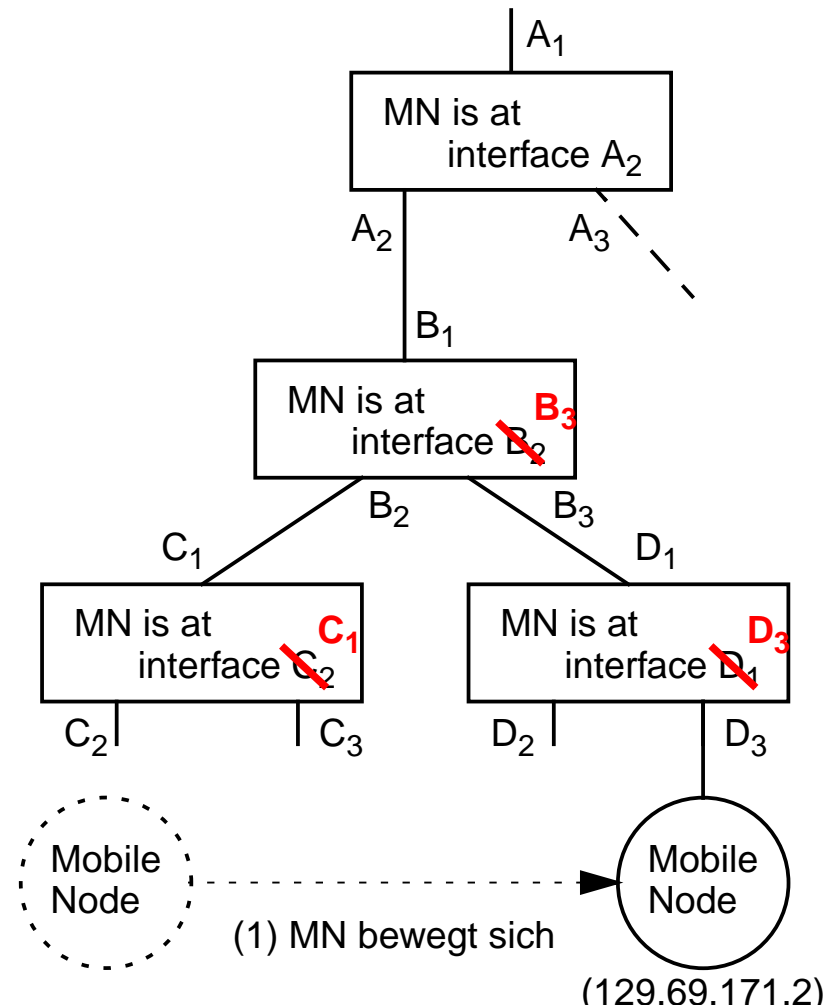 A1
MN is at
interface A2
A2
A3
B1
MN is at
B3
interface B2
B2
B3
C1
D1
MN is at
C1
interface C2
MN is at
D3
interface D1
C2
C3
D2
D3
Mobile
Node
Mobile
Node
(1) MN bewegt sich
(129.69.171.2)